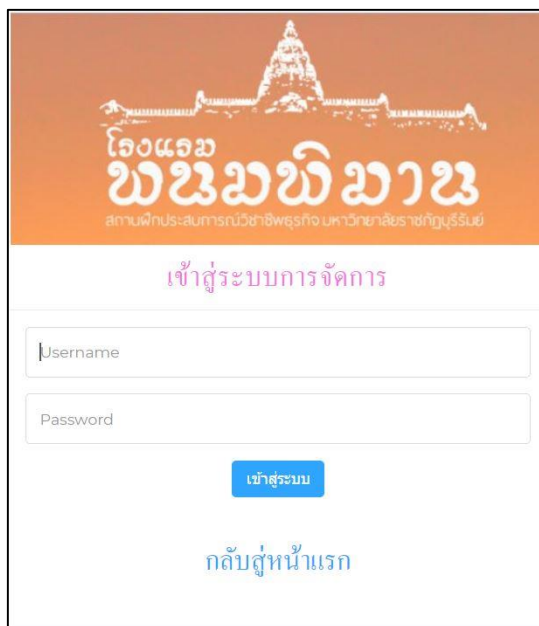 โรงแรม
พนมพิมาน
สถานฝึกประสบการณ์วิชาชีพธุรกิจ มหาวิทยาลัยราชภัฏบุรีรัมย์
เข้าสู่ระบบการจัดการ
Username
Password
เข้าสู่ระบบ
กลับสู่หน้าแรก